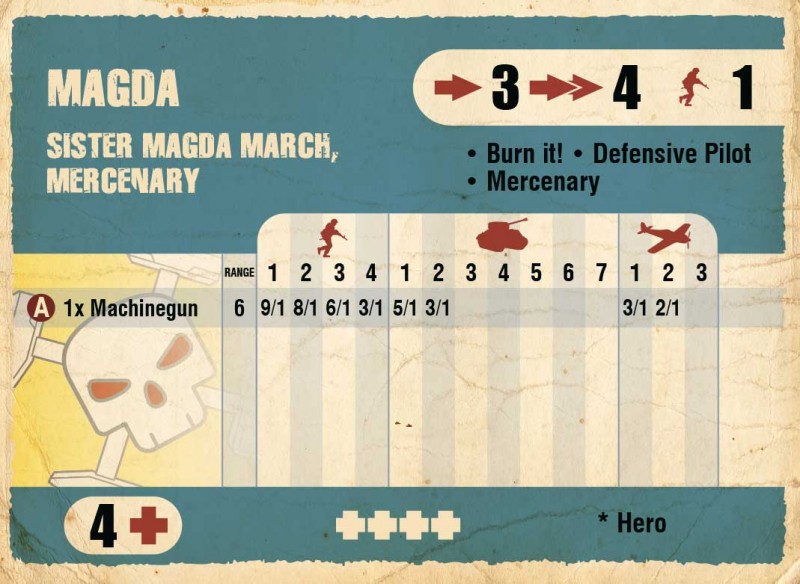 MAGDA
3 4 1
SISTER MAGDA MARCH,
MERCENARY
• Burn it! • Defensive Pilot
• Mercenary
RANGE 1 2 3 4 1 2 3 4 5 6 7 1 2 3
A 1x Machinegun 6 9/1 8/1 6/1 3/1 5/1 3/1 3/1 2/1
4
* Hero